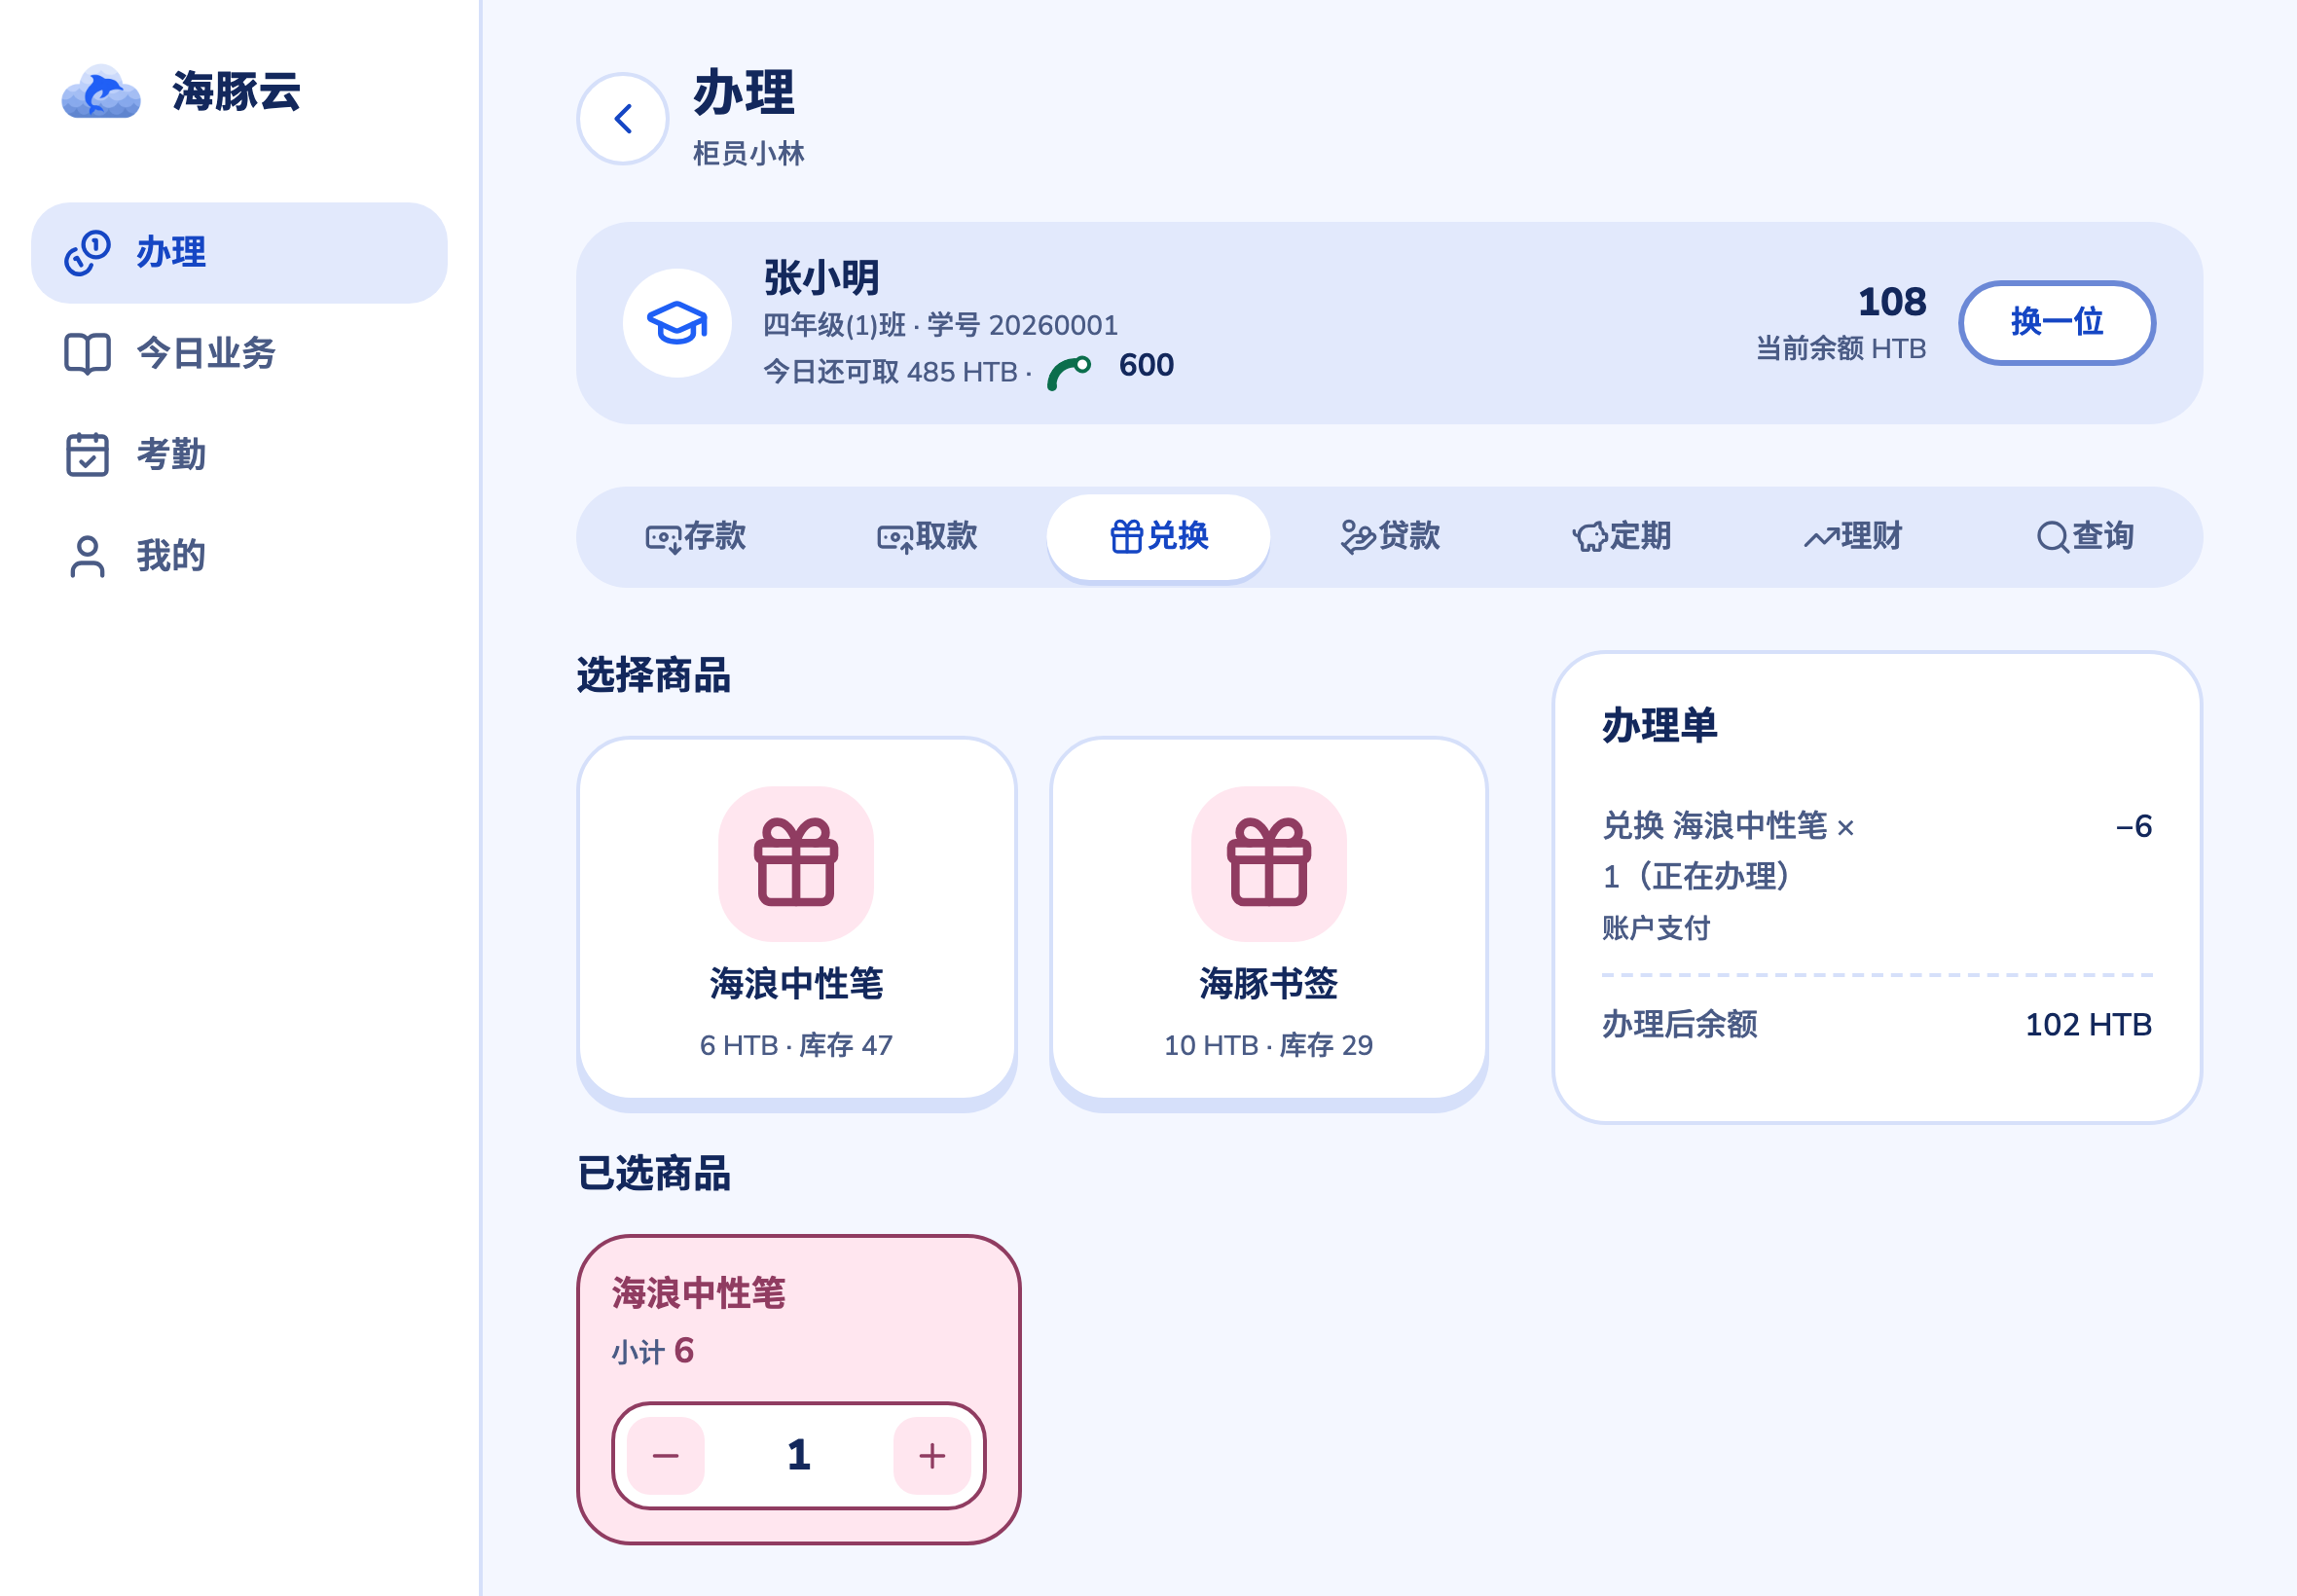 海豚云
办理
今日业务
考勤
我的
办理
柜员小林
张小明
四年级(1)班 · 学号 20260001
今日还可取 485 HTB · 600
108
当前余额 HTB
换一位
存款
取款
兑换
贷款
定期
理财
查询
选择商品
海浪中性笔
6 HTB · 库存 47
海豚书签
10 HTB · 库存 29
已选商品
海浪中性笔
小计 6
− 1 +
办理单
兑换 海浪中性笔 × −6
1（正在办理）
账户支付
办理后余额 102 HTB